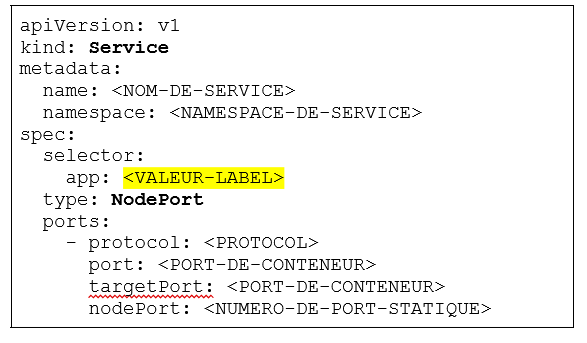 apiVersion: v1
kind: Service
metadata:
  name: <NOM-DE-SERVICE>
  namespace: <NAMESPACE-DE-SERVICE>
spec:
  selector:
    app: <VALEUR-LABEL>
  type: NodePort
  ports:
    - protocol: <PROTOCOL>
      port: <PORT-DE-CONTENEUR>
      targetPort: <PORT-DE-CONTENEUR>
      nodePort: <NUMERO-DE-PORT-STATIQUE>